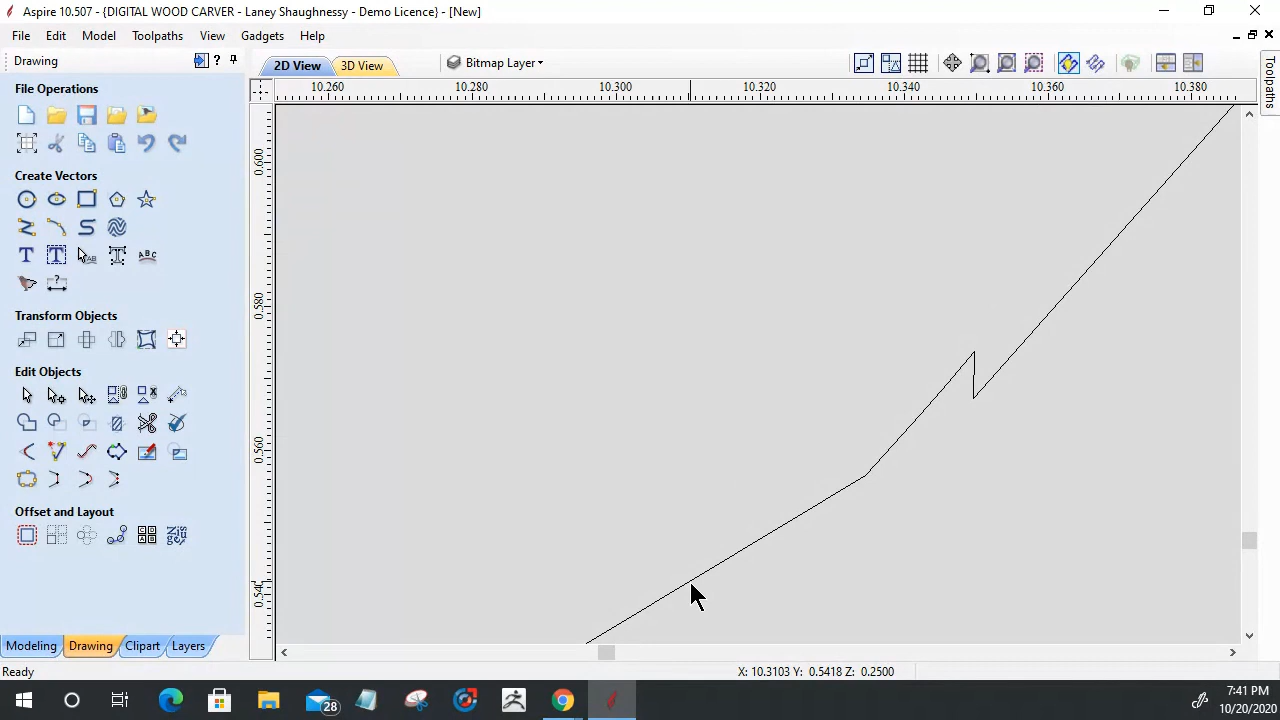 Aspire 10.507 - {DIGITAL WOOD CARVER - Laney Shaughnessy - Demo Licence} - [New]
File Edit Model Toolpaths View Gadgets Help
Drawing
2D View 3D View Bitmap Layer
Toolpaths
File Operations
10.260 10.280 10.300 10.320 10.340 10.360 10.380
0.600
Create Vectors
Transform Objects
0.580
Edit Objects
0.560
Offset and Layout
0.540
Modeling Drawing Clipart Layers
Ready X: 10.3103 Y: 0.5418 Z: 0.2500
28
7:41 PM
10/20/2020